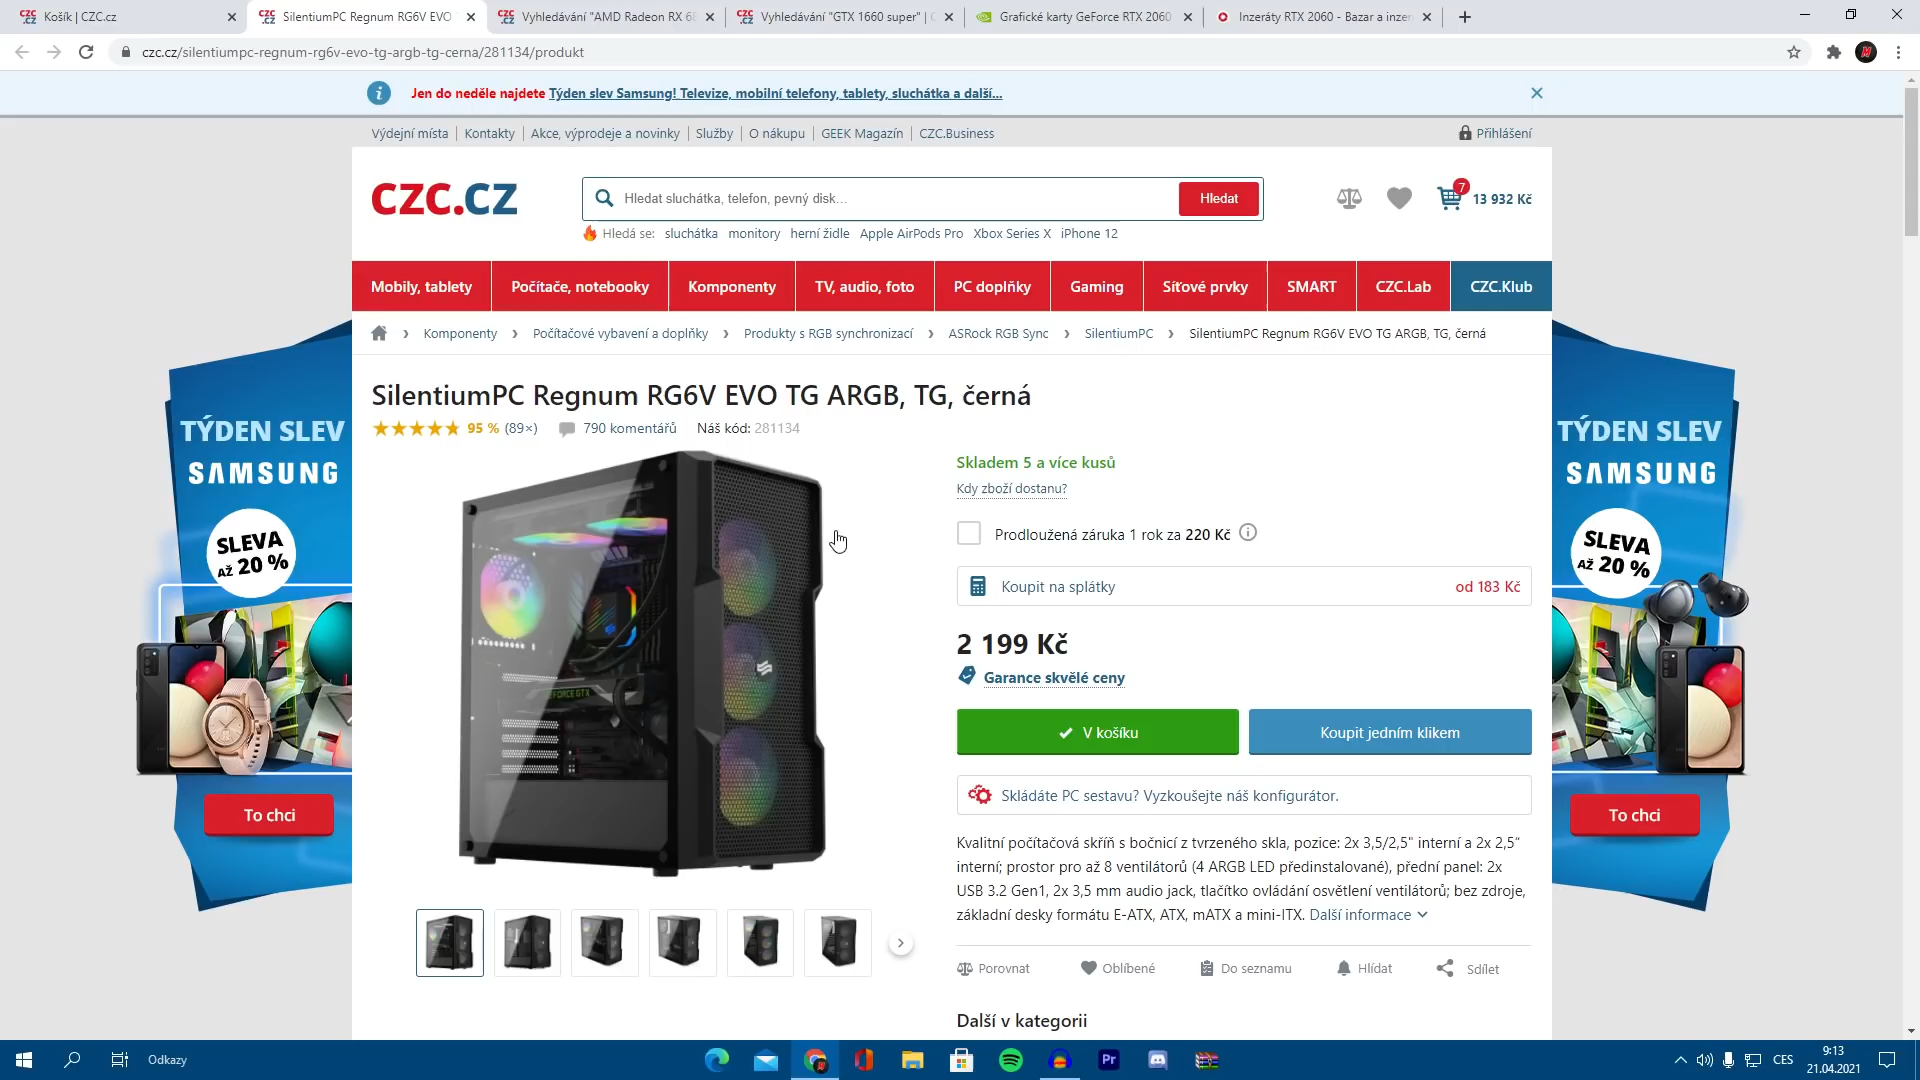 Košík | CZC.cz
SilentiumPC Regnum RG6V EVO
Vyhledávání "AMD Radeon RX 68
Vyhledávání "GTX 1660 super" | C
Grafické karty GeForce RTX 2060
Inzeráty RTX 2060 - Bazar a inzer
czc.cz/silentiumpc-regnum-rg6v-evo-tg-argb-tg-cerna/281134/produkt
Jen do neděle najdete Týden slev Samsung! Televize, mobilní telefony, tablety, sluchátka a další...
Výdejní místa | Kontakty | Akce, výprodeje a novinky | Služby | O nákupu | GEEK Magazín | CZC.Business
Přihlášení
CZC.CZ
Hledat sluchátka, telefon, pevný disk...
Hledat
7
13 932 Kč
Hledá se: sluchátka monitory herní židle Apple AirPods Pro Xbox Series X iPhone 12
Mobily, tablety
Počítače, notebooky
Komponenty
TV, audio, foto
PC doplňky
Gaming
Síťové prvky
SMART
CZC.Lab
CZC.Klub
Komponenty › Počítačové vybavení a doplňky › Produkty s RGB synchronizací › ASRock RGB Sync › SilentiumPC › SilentiumPC Regnum RG6V EVO TG ARGB, TG, černá
SilentiumPC Regnum RG6V EVO TG ARGB, TG, černá
95 % (89×)
790 komentářů
Náš kód: 281134
Skladem 5 a více kusů
Kdy zboží dostanu?
Prodloužená záruka 1 rok za 220 Kč
Koupit na splátky
od 183 Kč
2 199 Kč
Garance skvělé ceny
V košíku
Koupit jedním klikem
Skládáte PC sestavu? Vyzkoušejte náš konfigurátor.
Kvalitní počítačová skříň s bočnicí z tvrzeného skla, pozice: 2x 3,5/2,5" interní a 2x 2,5"
interní; prostor pro až 8 ventilátorů (4 ARGB LED předinstalované), přední panel: 2x
USB 3.2 Gen1, 2x 3,5 mm audio jack, tlačítko ovládání osvětlení ventilátorů; bez zdroje,
základní desky formátu E-ATX, ATX, mATX a mini-ITX. Další informace
Porovnat
Oblíbené
Do seznamu
Hlídat
Sdílet
Další v kategorii
TÝDEN SLEV
SAMSUNG
SLEVA
AŽ 20 %
To chci
TÝDEN SLEV
SAMSUNG
SLEVA
AŽ 20 %
To chci
GEFORCE GTX
Odkazy
Pr
CES
9:13
21.04.2021